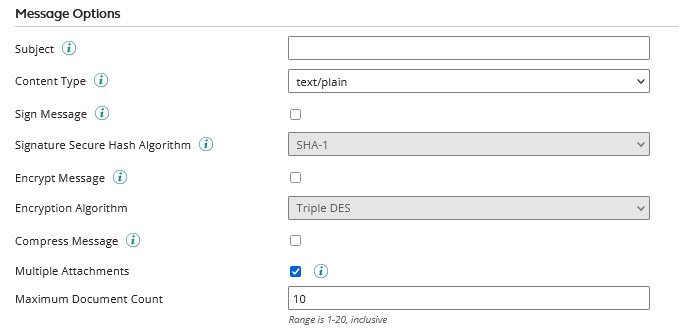 Message Options
Subject
Content Type text/plain
Sign Message
Signature Secure Hash Algorithm SHA-1
Encrypt Message
Encryption Algorithm Triple DES
Compress Message
Multiple Attachments
Maximum Document Count 10
Range is 1-20, inclusive